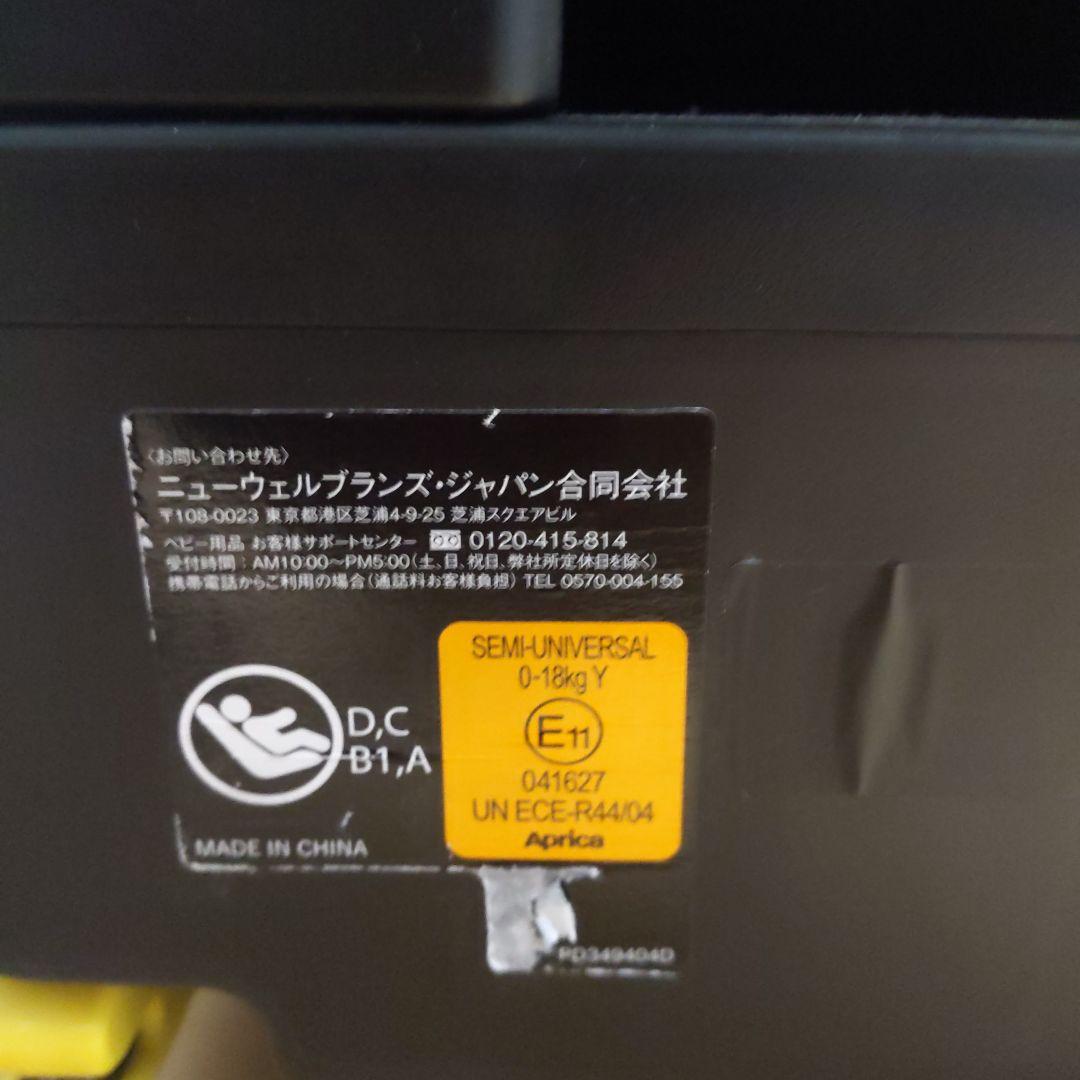 〈お問い合わせ先〉
ニューウェルブランズ・ジャパン合同会社
〒108-0023 東京都港区芝浦4-9-25 芝浦スクエアビル
ベビー用品 お客様サポートセンター 0120-415-814
受付時間：AM10:00〜PM5:00（土、日、祝日、弊社所定休日を除く）
携帯電話からご利用の場合（通話料お客様負担）TEL 0570-004-155
SEMI-UNIVERSAL
0-18kg Y
E11
041627
UN ECE-R44/04
Aprica
D,C
B1,A
MADE IN CHINA
PD349404D